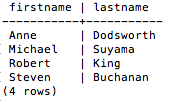 firstname | lastname
-----------+-----------
Anne | Dodsworth
Michael | Suyama
Robert | King
Steven | Buchanan
(4 rows)